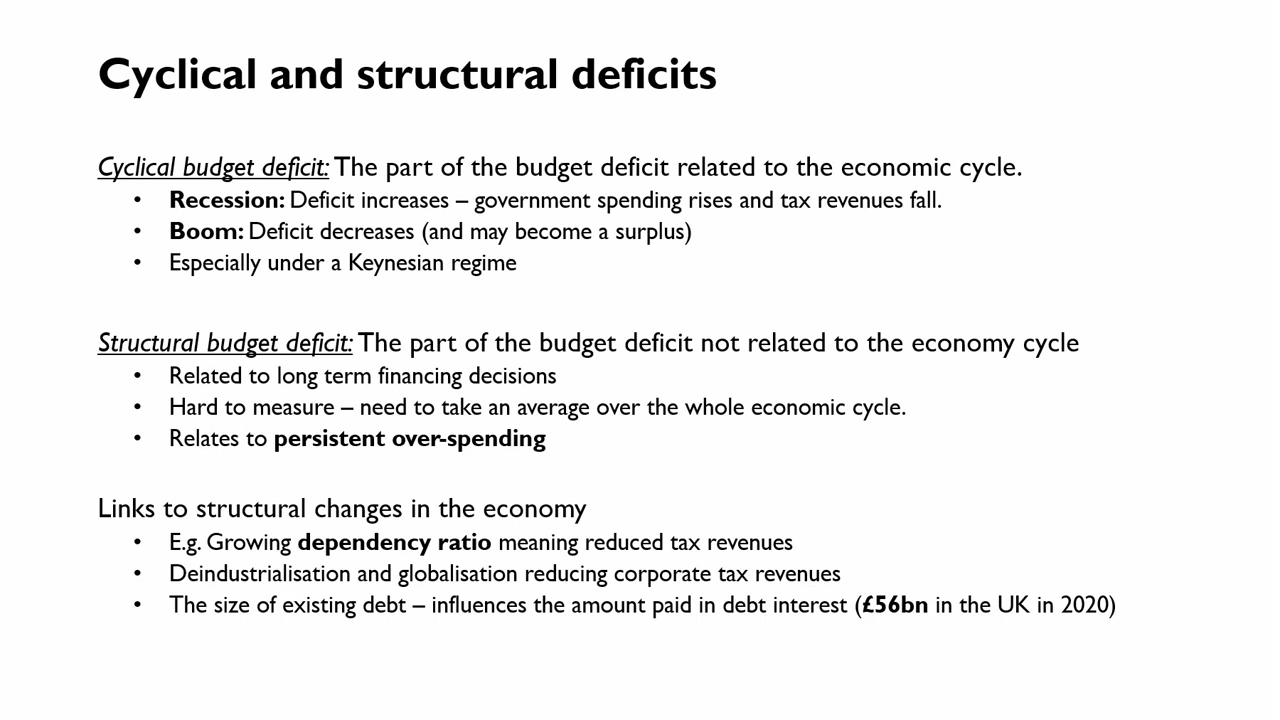 Cyclical and structural deficits
Cyclical budget deficit: The part of the budget deficit related to the economic cycle.
• Recession: Deficit increases – government spending rises and tax revenues fall.
• Boom: Deficit decreases (and may become a surplus)
• Especially under a Keynesian regime
Structural budget deficit: The part of the budget deficit not related to the economy cycle
• Related to long term financing decisions
• Hard to measure – need to take an average over the whole economic cycle.
• Relates to persistent over-spending
Links to structural changes in the economy
• E.g. Growing dependency ratio meaning reduced tax revenues
• Deindustrialisation and globalisation reducing corporate tax revenues
• The size of existing debt – influences the amount paid in debt interest (£56bn in the UK in 2020)